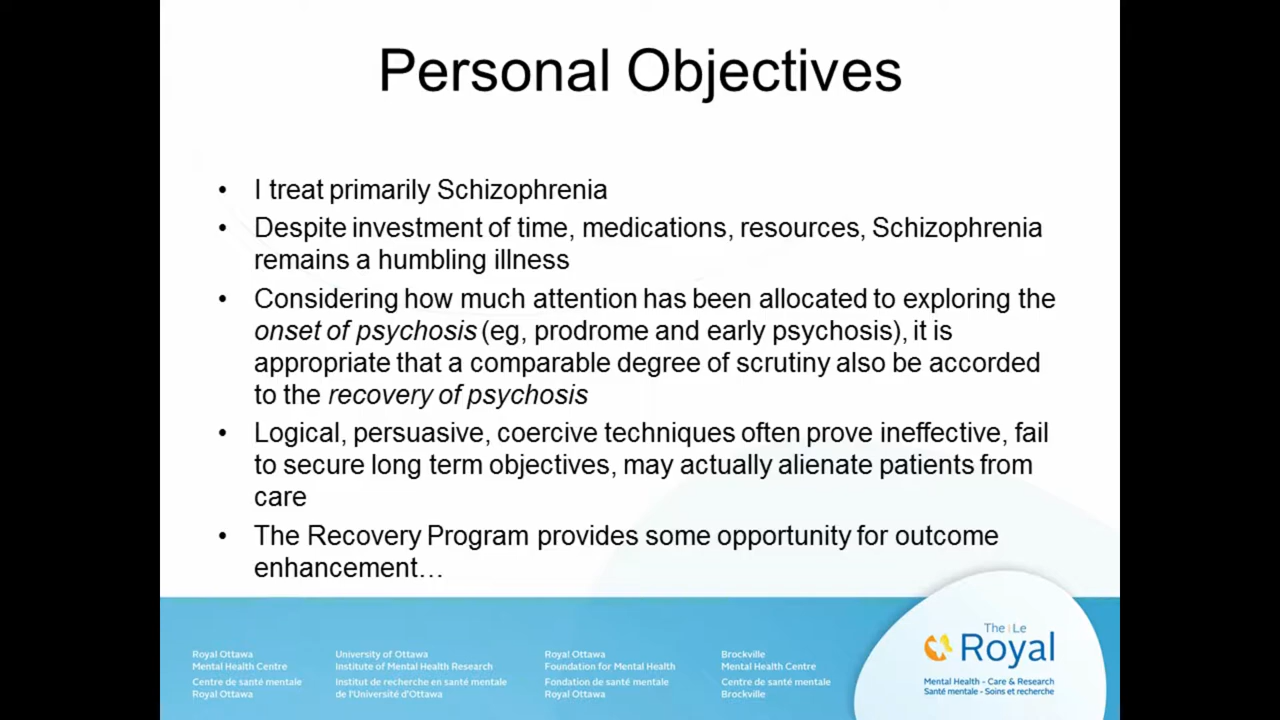 Personal Objectives
• I treat primarily Schizophrenia
• Despite investment of time, medications, resources, Schizophrenia
remains a humbling illness
• Considering how much attention has been allocated to exploring the
onset of psychosis (eg, prodrome and early psychosis), it is
appropriate that a comparable degree of scrutiny also be accorded
to the recovery of psychosis
• Logical, persuasive, coercive techniques often prove ineffective, fail
to secure long term objectives, may actually alienate patients from
care
• The Recovery Program provides some opportunity for outcome
enhancement…
Royal Ottawa
Mental Health Centre
Centre de santé mentale
Royal Ottawa
University of Ottawa
Institute of Mental Health Research
Institut de recherche en santé mentale
de l'Université d'Ottawa
Royal Ottawa
Foundation for Mental Health
Fondation de santé mentale
Royal Ottawa
Brockville
Mental Health Centre
Centre de santé mentale
Brockville
The | Le
Royal
Mental Health - Care & Research
Santé mentale - Soins et recherche